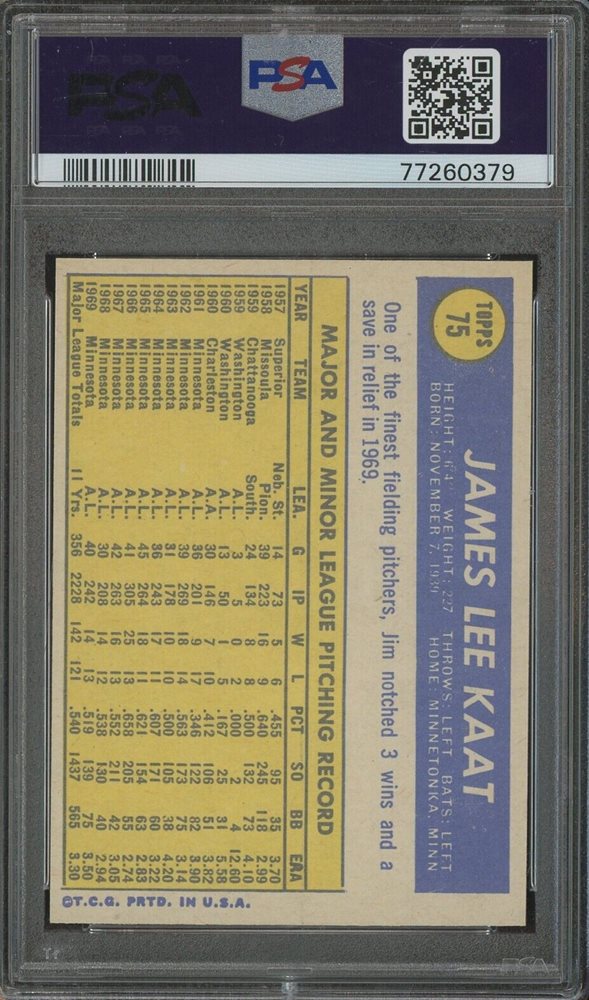 PSA
PSA
77260379
TOPPS
75
JAMES LEE KAAT
HEIGHT: 6'4" WEIGHT: 227 THROWS: LEFT BATS: LEFT
BORN: NOVEMBER 7, 1939 HOME: MINNETONKA, MINN
One of the finest fielding pitchers, Jim notched 3 wins and a
save in relief in 1969.
MAJOR AND MINOR LEAGUE PITCHING RECORD
YEAR TEAM LEA. G IP W L PCT SO BB ERA
1957 Superior Neb. St. 14 73 5 6 .455 95 35 3.70
1958 Missoula Pion. 39 223 16 9 .640 245 118 2.99
1959 Chattanooga South. 24 134 8 8 .500 132 73 4.10
1959 Washington A.L. 3 5 0 2 .000 2 4 12.60
1960 Washington A.L. 13 50 1 5 .167 25 31 5.58
1960 Charleston A.A. 30 146 7 10 .412 106 51 3.82
1961 Minnesota A.L. 36 201 9 17 .346 122 82 3.90
1962 Minnesota A.L. 39 269 18 14 .563 173 75 3.14
1963 Minnesota A.L. 31 178 10 10 .500 105 38 4.20
1964 Minnesota A.L. 36 243 17 11 .607 171 60 3.22
1965 Minnesota A.L. 45 264 18 11 .621 154 63 2.83
1966 Minnesota A.L. 41 305 25 13 .658 205 55 2.74
1967 Minnesota A.L. 42 263 16 13 .552 211 42 3.05
1968 Minnesota A.L. 30 208 14 12 .538 130 40 2.94
1969 Minnesota A.L. 40 242 14 13 .519 139 75 3.50
Major League Totals 11 Yrs. 356 2228 142 121 .540 1437 565 3.30
©T.C.G. PRTD. IN U.S.A.
PSA